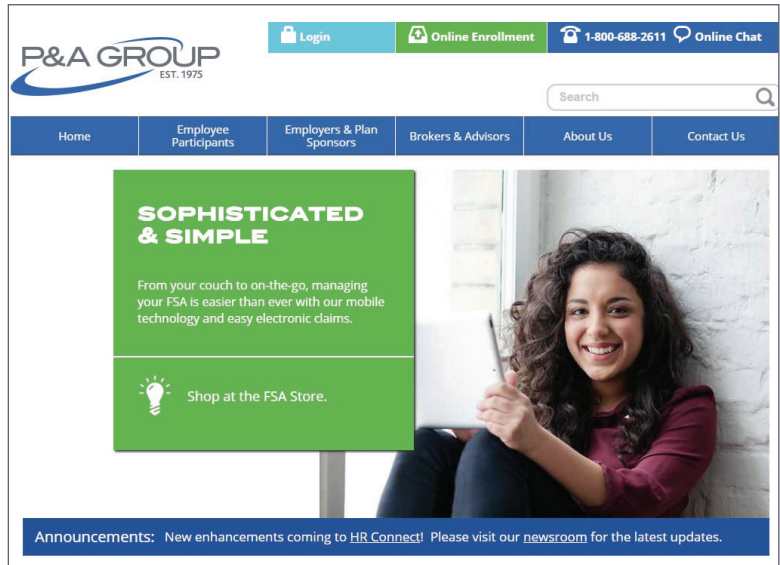 P&A GROUP
EST. 1975
Login
Online Enrollment
1-800-688-2611
Online Chat
Search
Home
Employee
Participants
Employers & Plan
Sponsors
Brokers & Advisors
About Us
Contact Us
SOPHISTICATED
& SIMPLE
From your couch to on-the-go, managing
your FSA is easier than ever with our mobile
technology and easy electronic claims.
Shop at the FSA Store.
Announcements: New enhancements coming to HR Connect! Please visit our newsroom for the latest updates.